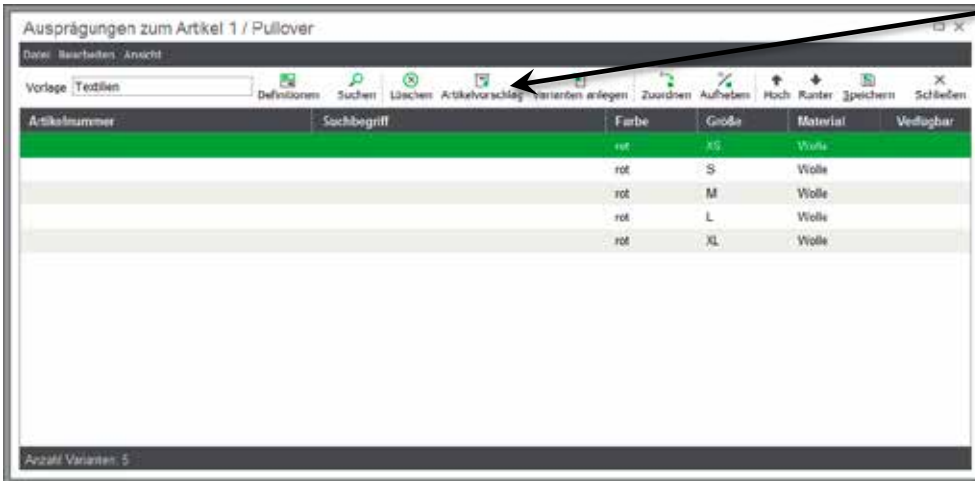 Ausprägungen zum Artikel 1 / Pullover
Datei Bearbeiten Ansicht
Vorlage Textilien Definitionen Suchen Löschen Artikelvorschlag Varianten anlegen Zuordnen Aufheben Hoch Runter Speichern Schließen
Artikelnummer Suchbegriff Farbe Größe Material Verfügbar
rot XS Wolle
rot S Wolle
rot M Wolle
rot L Wolle
rot XL Wolle
Anzahl Varianten: 5